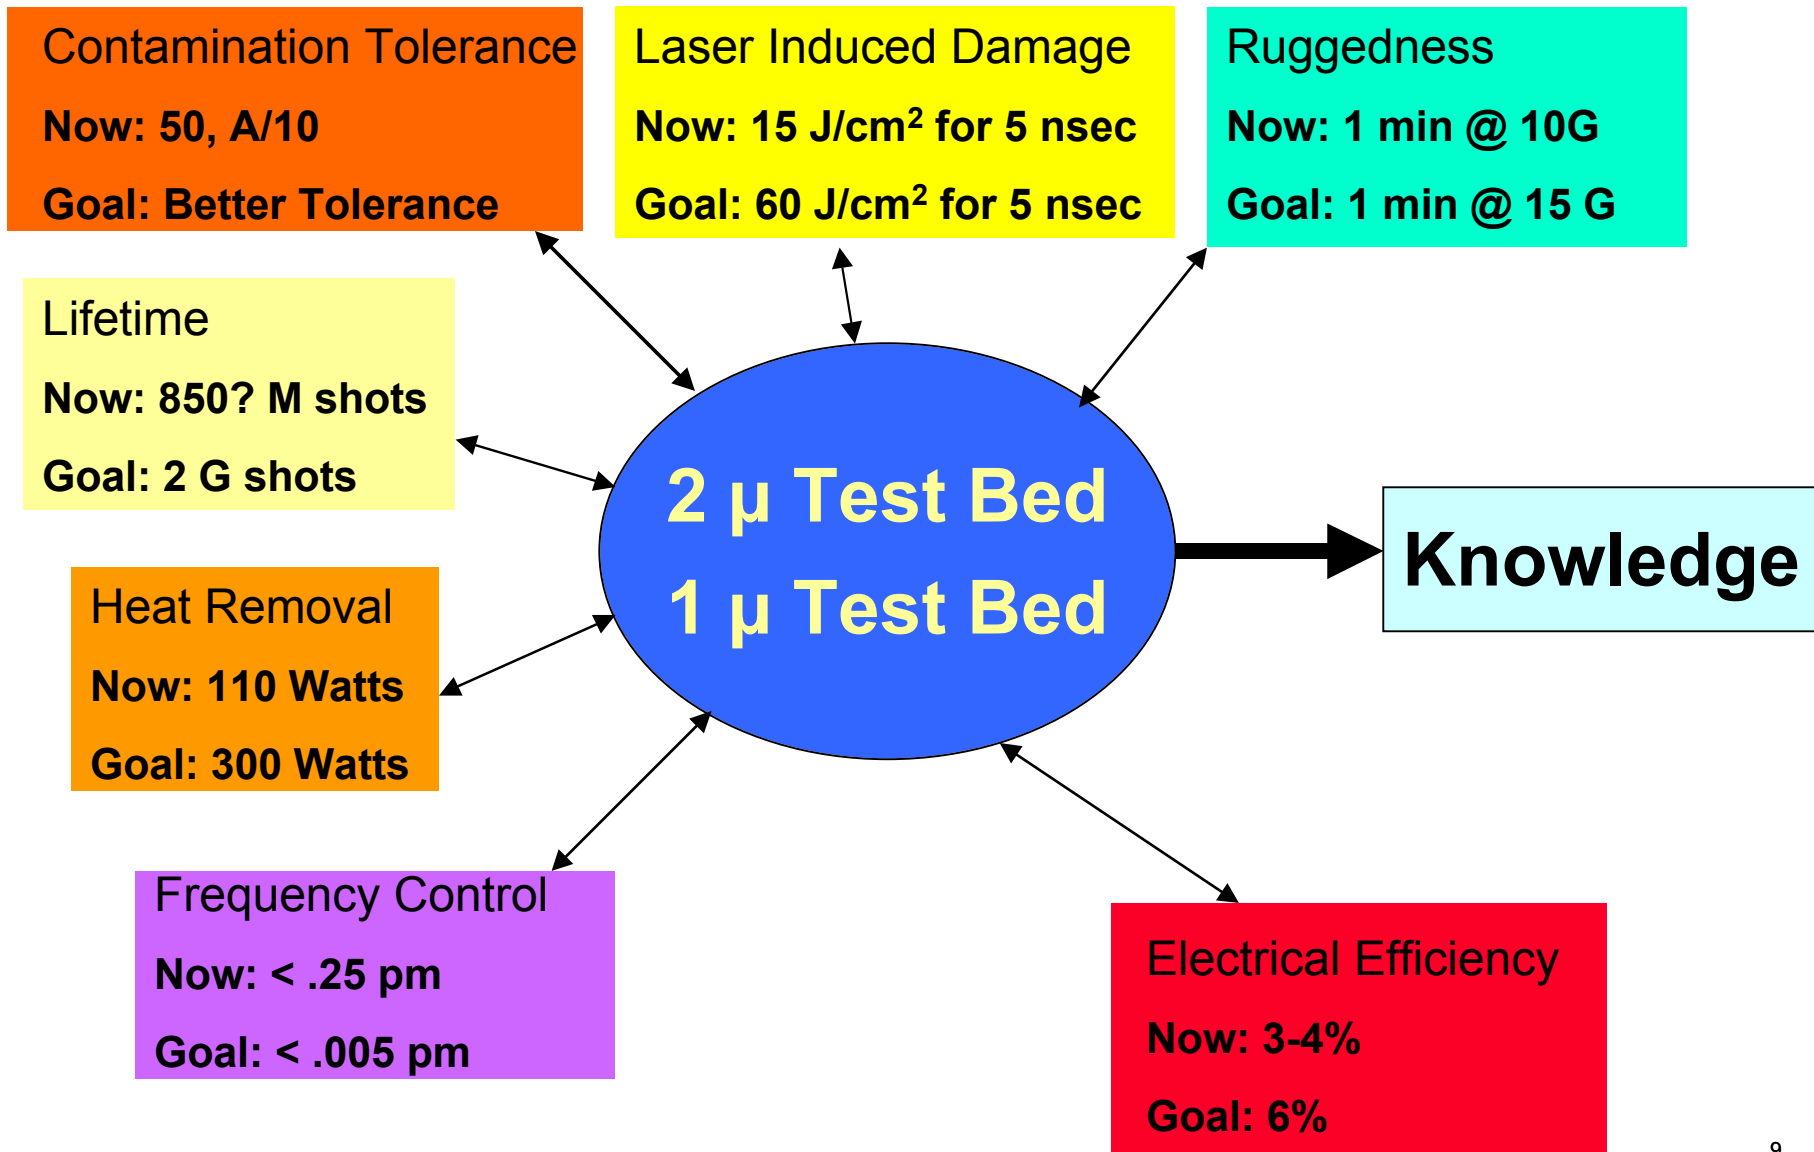 Contamination Tolerance
Now: 50, A/10
Goal: Better Tolerance
Laser Induced Damage
Now: 15 J/cm² for 5 nsec
Goal: 60 J/cm² for 5 nsec
Ruggedness
Now: 1 min @ 10G
Goal: 1 min @ 15 G
Lifetime
Now: 850? M shots
Goal: 2 G shots
2 µ Test Bed
1 µ Test Bed
Knowledge
Heat Removal
Now: 110 Watts
Goal: 300 Watts
Frequency Control
Now: < .25 pm
Goal: < .005 pm
Electrical Efficiency
Now: 3-4%
Goal: 6%
9